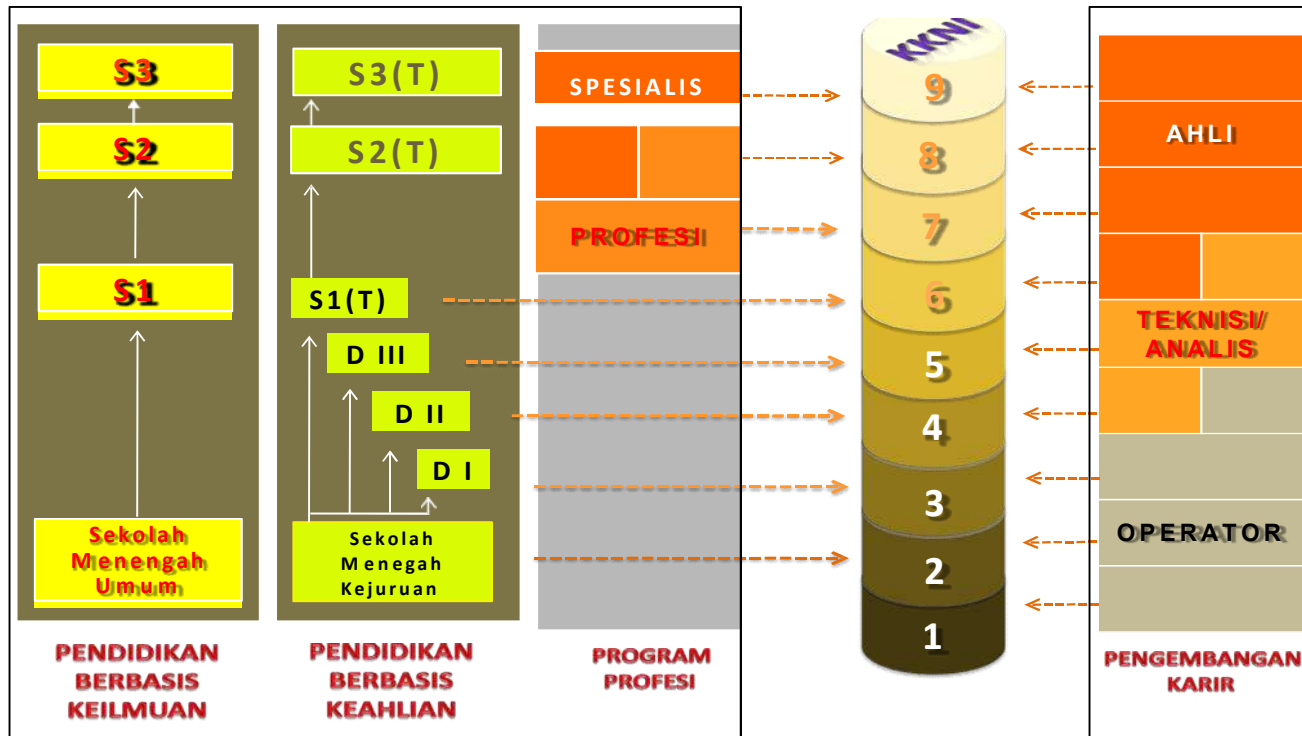 S3
S2
S1
Sekolah
Menengah
Umum
PENDIDIKAN
BERBASIS
KEILMUAN
S3(T)
S2(T)
S1(T)
D III
D II
D I
Sekolah
Menegah
Kejuruan
PENDIDIKAN
BERBASIS
KEAHLIAN
SPESIALIS
PROFESI
PROGRAM
PROFESI
KKNI
9
8
7
6
5
4
3
2
1
AHLI
TEKNISI/
ANALIS
OPERATOR
PENGEMBANGAN
KARIR